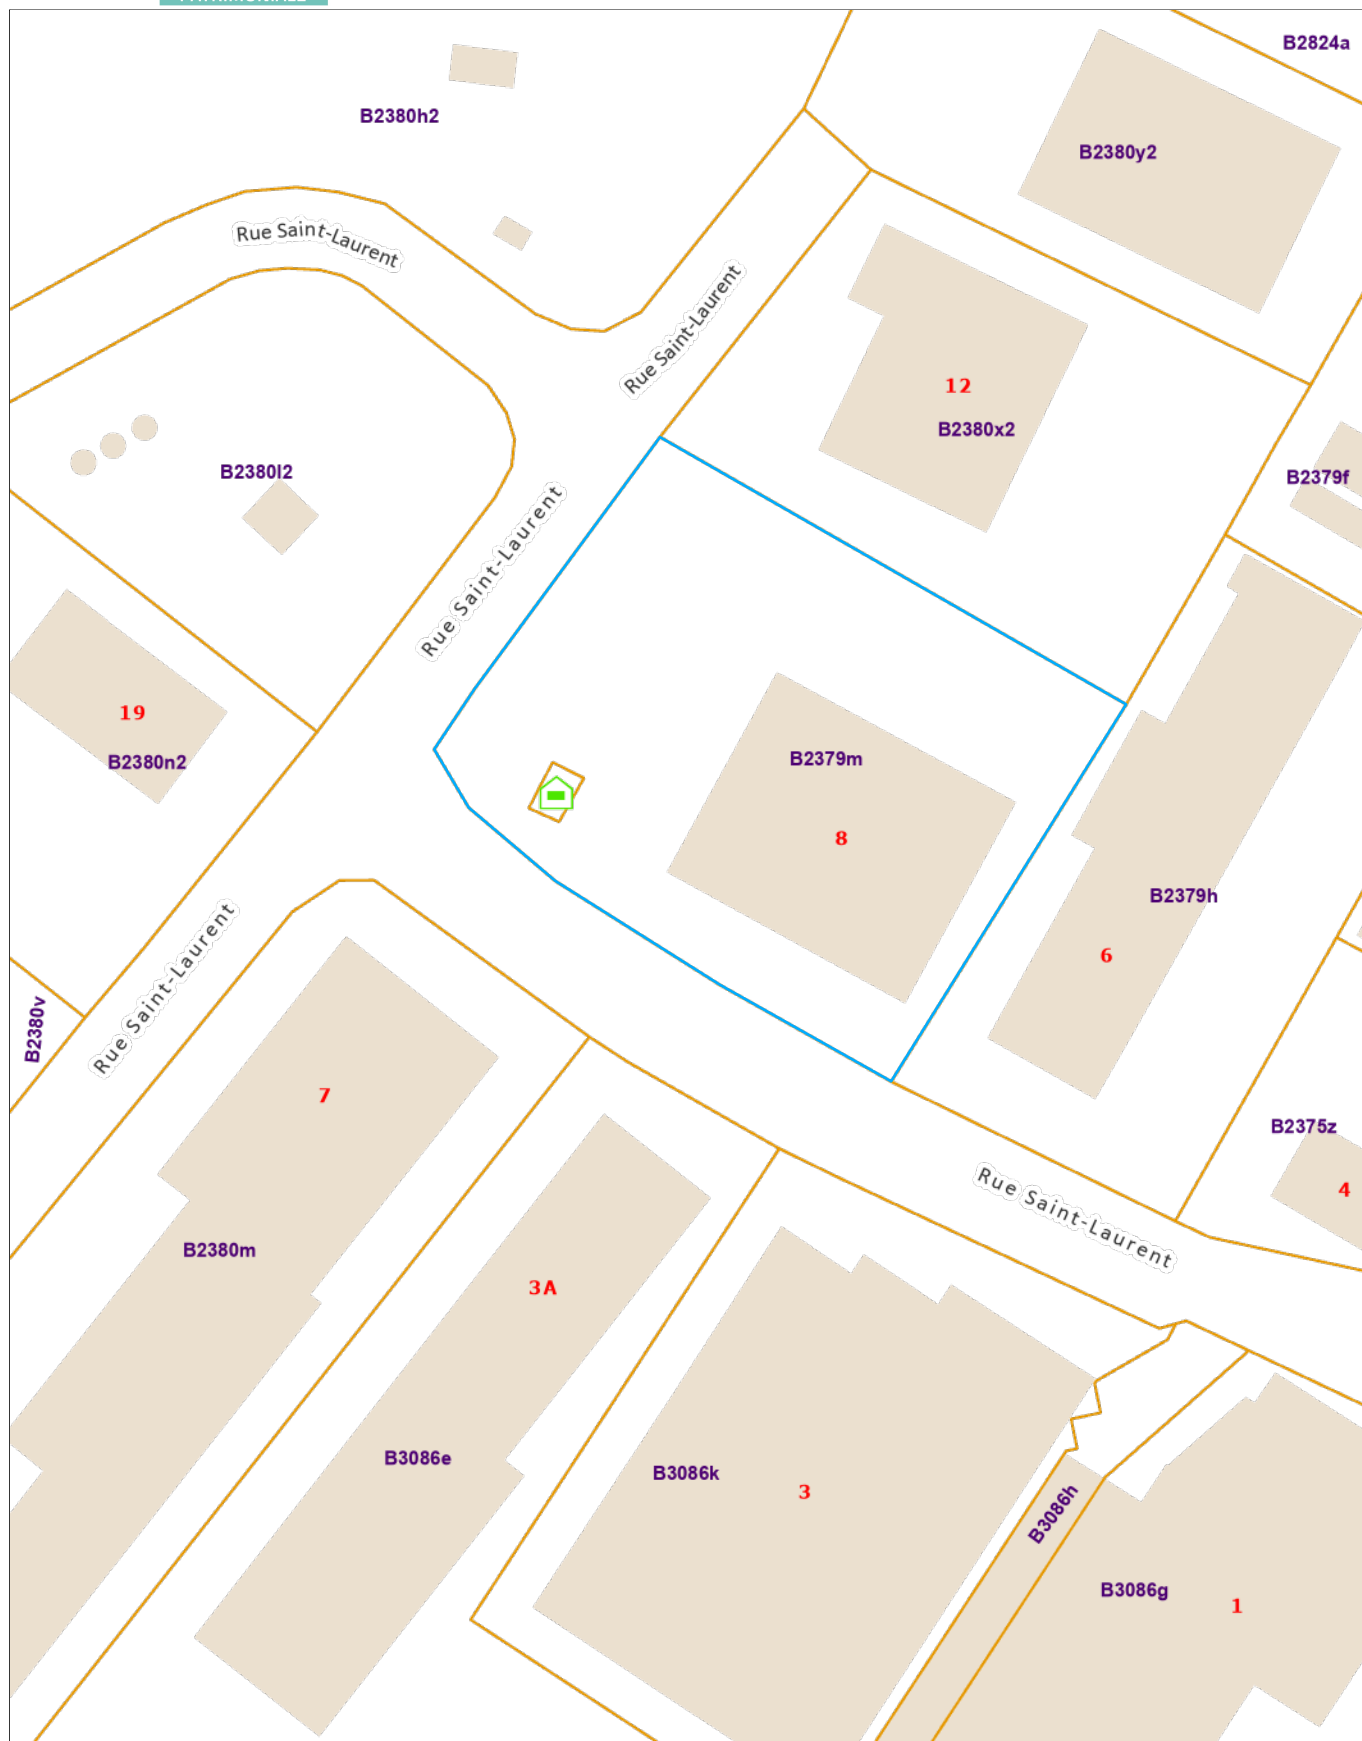 B2824a
B2380h2
B2380y2
Rue Saint-Laurent
Rue Saint-Laurent
12
B2380x2
B2380l2
B2379f
Rue Saint-Laurent
19
B2380n2
B2379m
8
B2379h
6
Rue Saint-Laurent
B2380v
7
B2375z
4
Rue Saint-Laurent
B2380m
3A
B3086e
B3086k
3
B3086h
B3086g
1